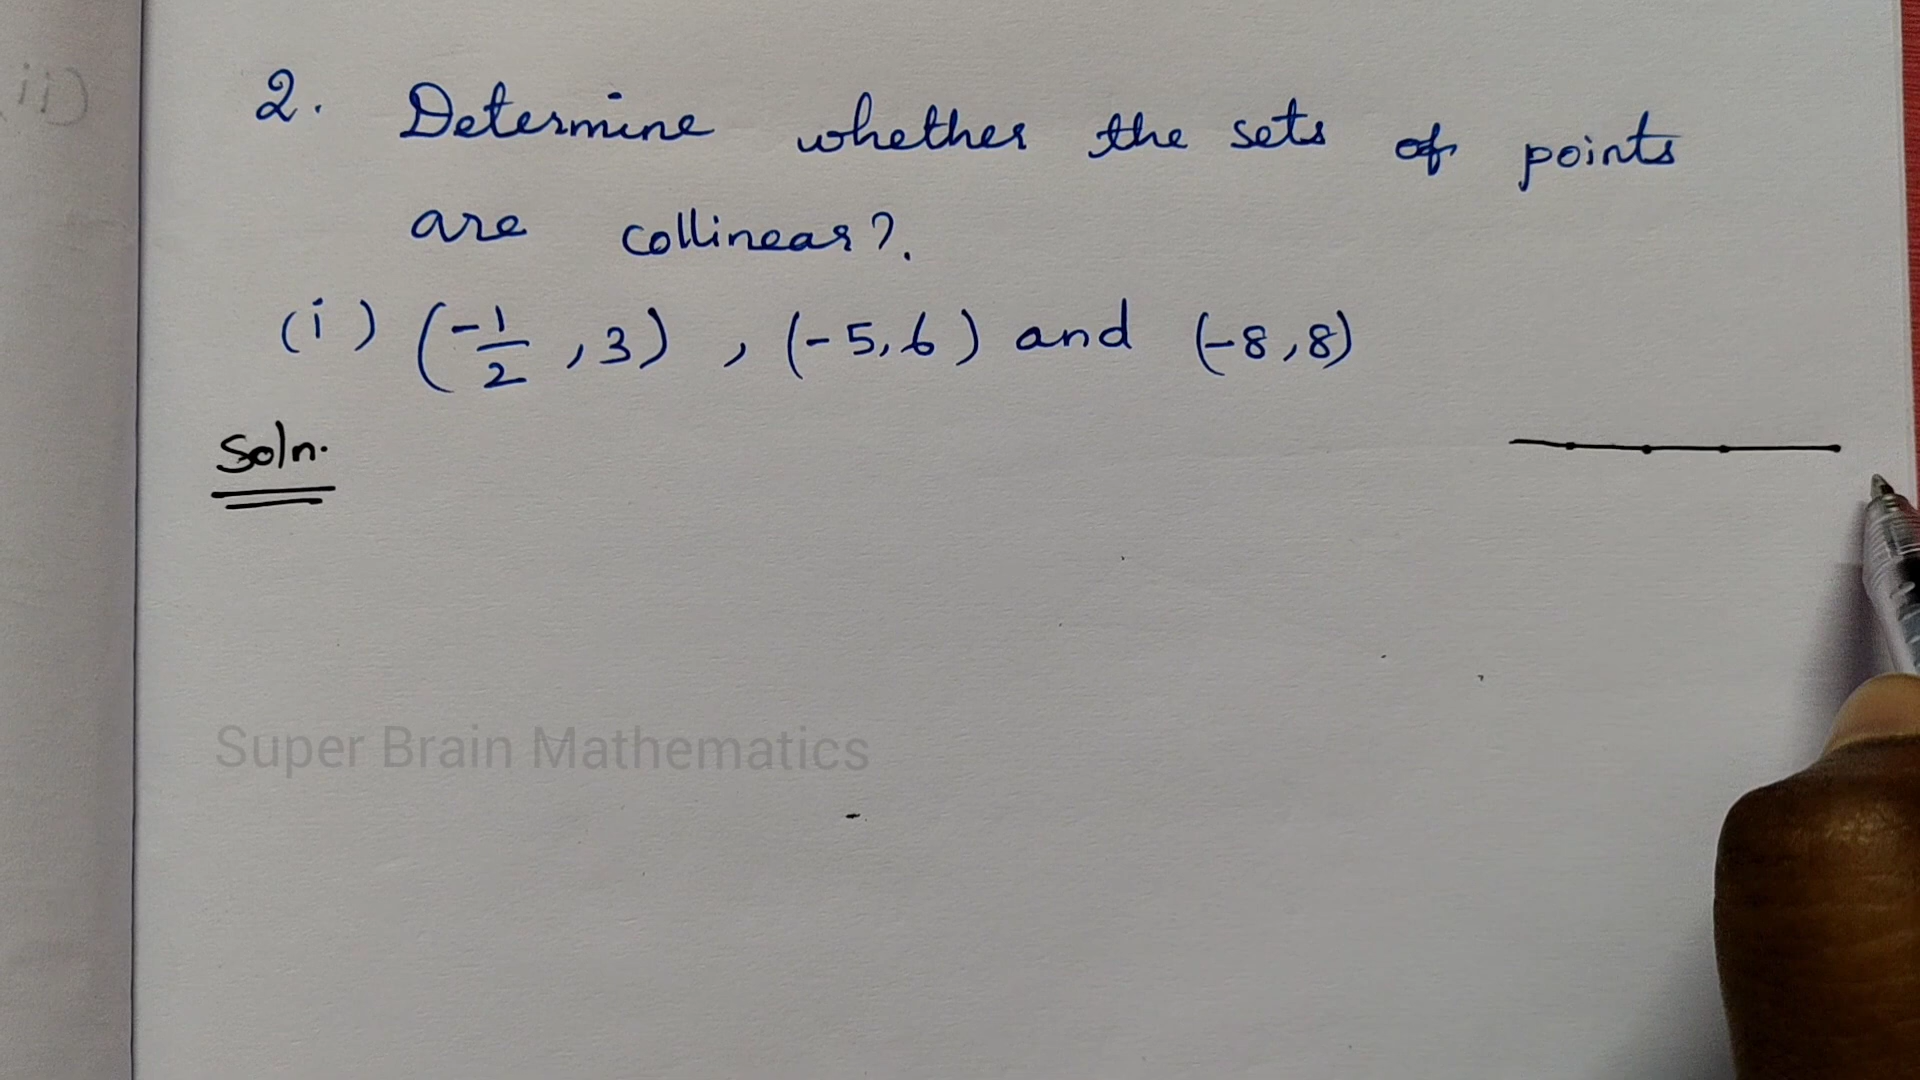 2. Determine whether the sets of points
are collinear?.
(i) (-1/2, 3), (-5, 6) and (-8, 8)
Soln.
Super Brain Mathematics